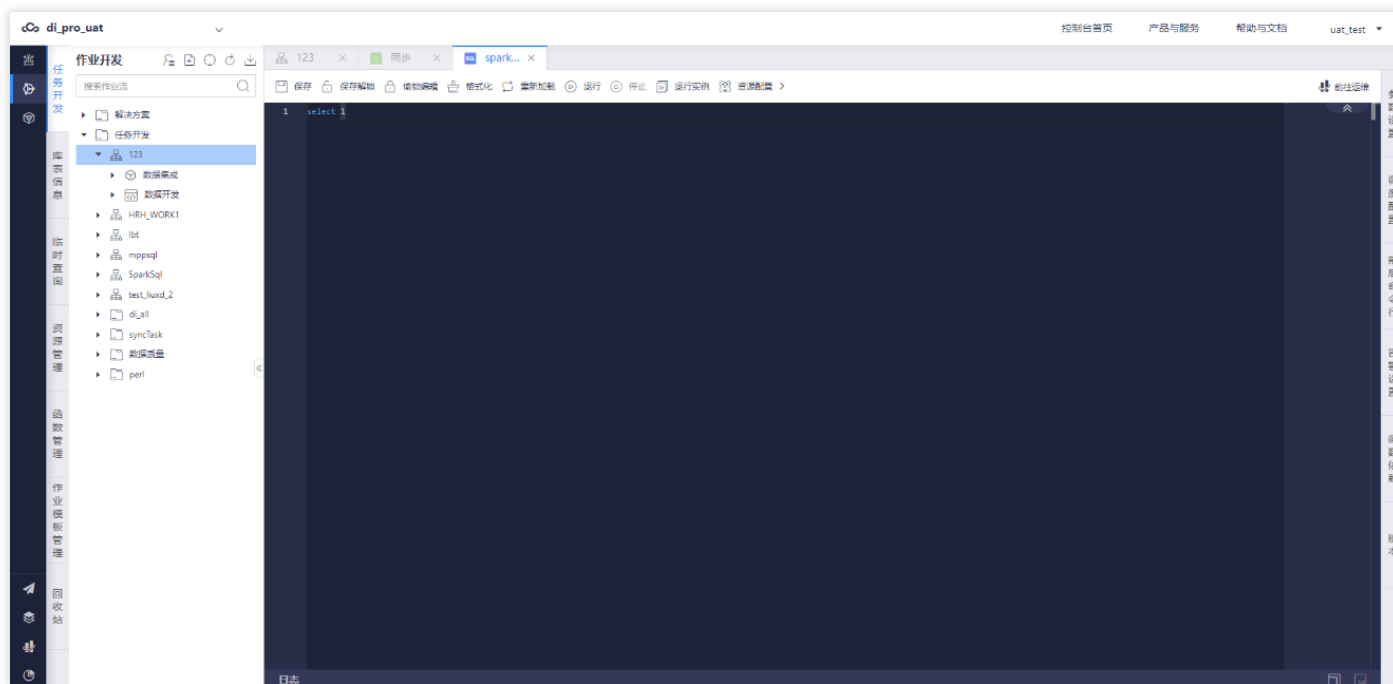 di_pro_uat
控制台首页 产品与服务 帮助与文档 uat_test
作业开发
123 同步 spark...
搜索作业流
保存 保存解锁 偷锁编辑 格式化 重新加载 运行 停止 运行实例 资源配置 前往运维
任务开发
库表信息
临时查询
资源管理
函数管理
作业模板管理
回收站
解决方案
任务开发
123
数据集成
数据开发
HRH_WORK1
lbt
mppsql
SparkSql
test_liuxd_2
di_all
syncTask
数据质量
perl
1 select 1
日志